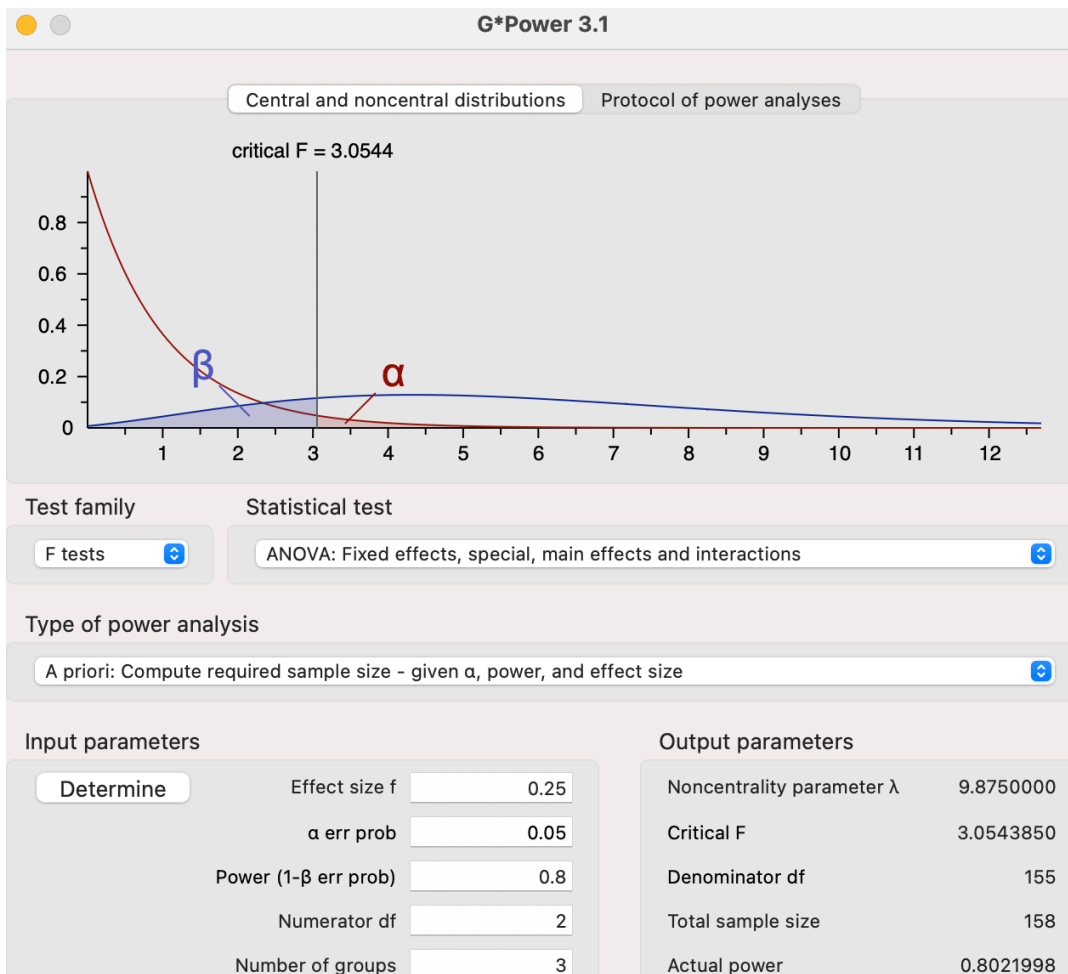 G*Power 3.1
Central and noncentral distributions Protocol of power analyses
critical F = 3.0544
0.8
0.6
0.4
0.2
0
β
α
1 2 3 4 5 6 7 8 9 10 11 12
Test family Statistical test
F tests ANOVA: Fixed effects, special, main effects and interactions
Type of power analysis
A priori: Compute required sample size - given α, power, and effect size
Input parameters Output parameters
Determine Effect size f 0.25 Noncentrality parameter λ 9.8750000
α err prob 0.05 Critical F 3.0543850
Power (1-β err prob) 0.8 Denominator df 155
Numerator df 2 Total sample size 158
Number of groups 3 Actual power 0.8021998